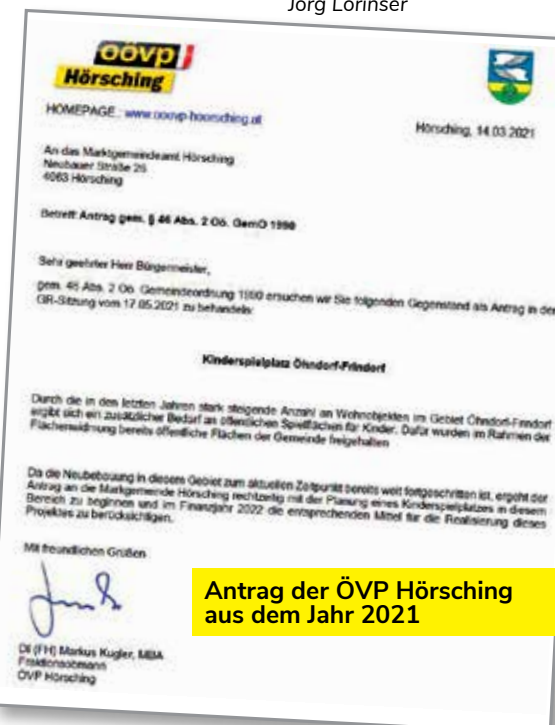 Jörg Lorinser
oövp
Hörsching
HOMEPAGE.: www.ooevp-hoersching.at
Hörsching, 14.03.2021
An das Marktgemeindeamt Hörsching
Neubauer Straße 26
4063 Hörsching
Betreff: Antrag gem. § 46 Abs. 2 Oö. GemO 1990
Sehr geehrter Herr Bürgermeister,
gem. 46 Abs. 2 Oö. Gemeindeordnung 1990 ersuchen wir Sie folgenden Gegenstand als Antrag in der
GR-Sitzung vom 17.05.2021 zu behandeln:
Kinderspielplatz Öhndorf-Frindorf
Durch die in den letzten Jahren stark steigende Anzahl an Wohnobjekten im Gebiet Öhndorf-Frindorf
ergibt sich ein zusätzlicher Bedarf an öffentlichen Spielflächen für Kinder. Dafür wurden im Rahmen der
Flächenwidmung bereits öffentliche Flächen der Gemeinde freigehalten
Da die Neubebauung in diesem Gebiet zum aktuellen Zeitpunkt bereits weit fortgeschritten ist, ergeht der
Antrag an die Marktgemeinde Hörsching rechtzeitig mit der Planung eines Kinderspielplatzes in diesem
Bereich zu beginnen und im Finanzjahr 2022 die entsprechenden Mittel für die Realisierung dieses
Projektes zu berücksichtigen.
Mit freundlichen Grüßen
Antrag der ÖVP Hörsching
aus dem Jahr 2021
DI (FH) Markus Kugler, MBA
Fraktionsobmann
ÖVP Hörsching